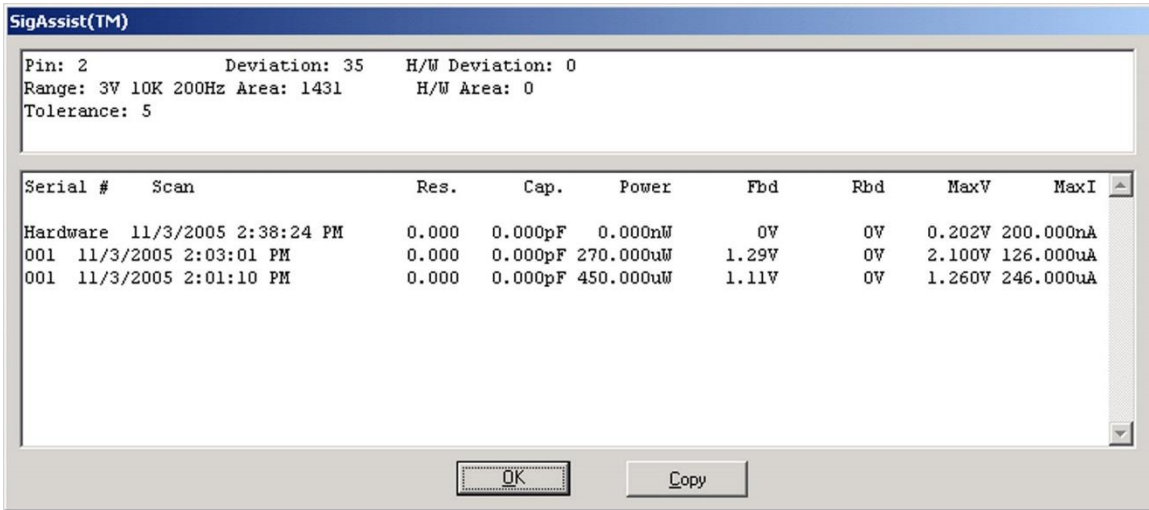 SigAssist(TM)
Pin: 2 Deviation: 35 H/W Deviation: 0
Range: 3V 10K 200Hz Area: 1431 H/W Area: 0
Tolerance: 5
Serial # Scan Res. Cap. Power Fbd Rbd MaxV MaxI
Hardware 11/3/2005 2:38:24 PM 0.000 0.000pF 0.000nW 0V 0V 0.202V 200.000nA
001 11/3/2005 2:03:01 PM 0.000 0.000pF 270.000uW 1.29V 0V 2.100V 126.000uA
001 11/3/2005 2:01:10 PM 0.000 0.000pF 450.000uW 1.11V 0V 1.260V 246.000uA
OK Copy